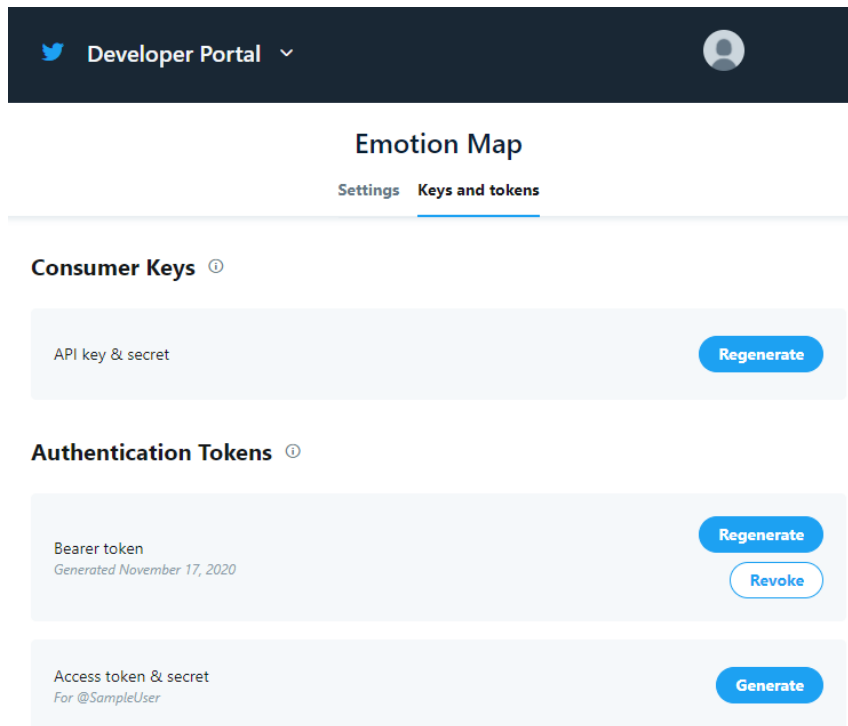 Developer Portal
Emotion Map
Settings Keys and tokens
Consumer Keys
API key & secret
Regenerate
Authentication Tokens
Bearer token
Generated November 17, 2020
Regenerate
Revoke
Access token & secret
For @SampleUser
Generate